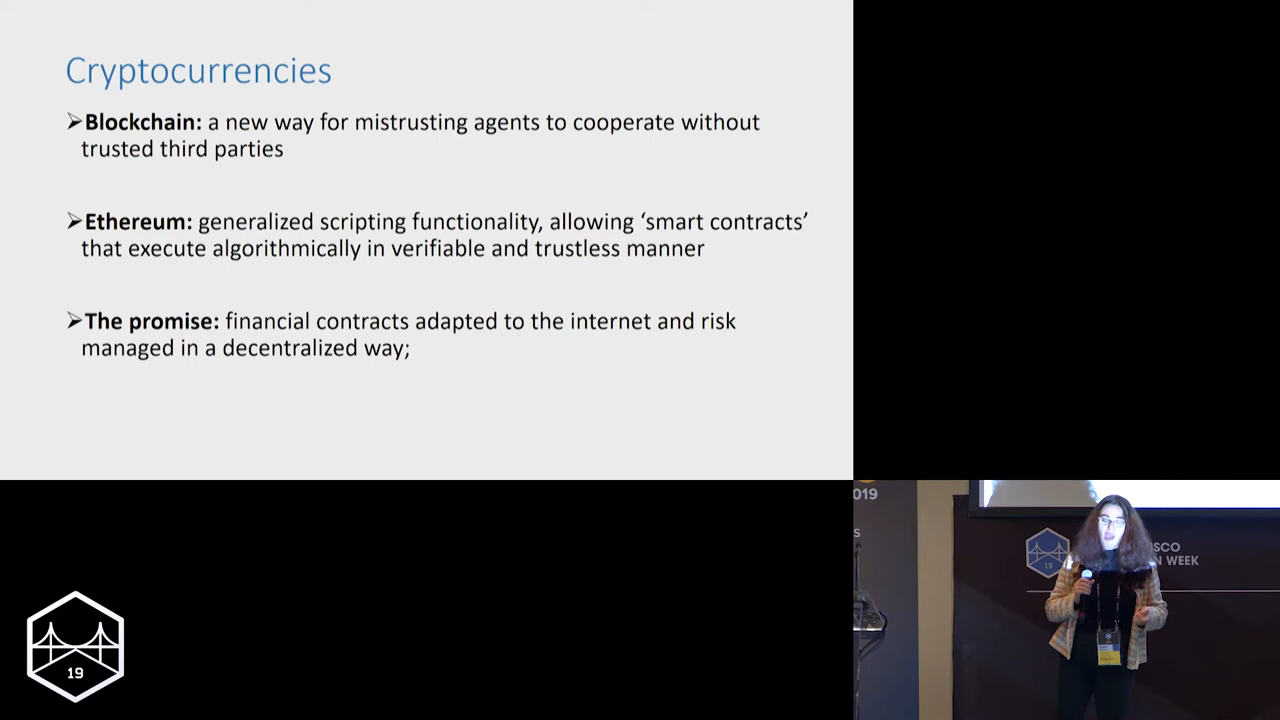 Cryptocurrencies
➢Blockchain: a new way for mistrusting agents to cooperate without
trusted third parties
➢Ethereum: generalized scripting functionality, allowing ‘smart contracts’
that execute algorithmically in verifiable and trustless manner
➢The promise: financial contracts adapted to the internet and risk
managed in a decentralized way;
019
S
SCO
N WEEK
19
19